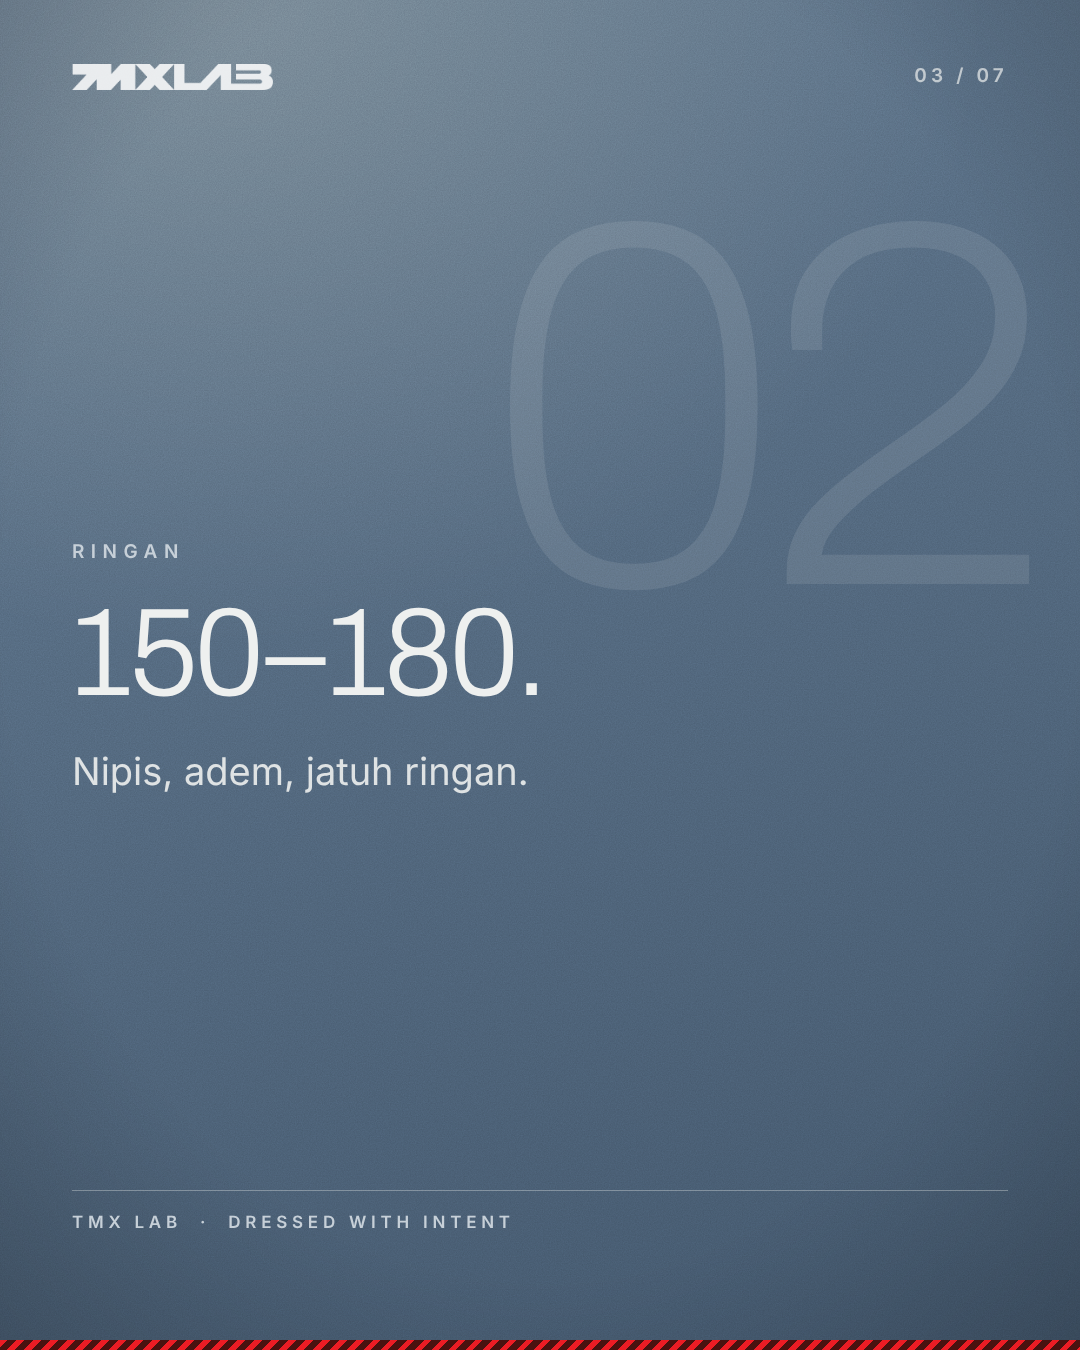 TMXLAB
03 / 07
02
RINGAN
150–180.
Nipis, adem, jatuh ringan.
TMX LAB · DRESSED WITH INTENT